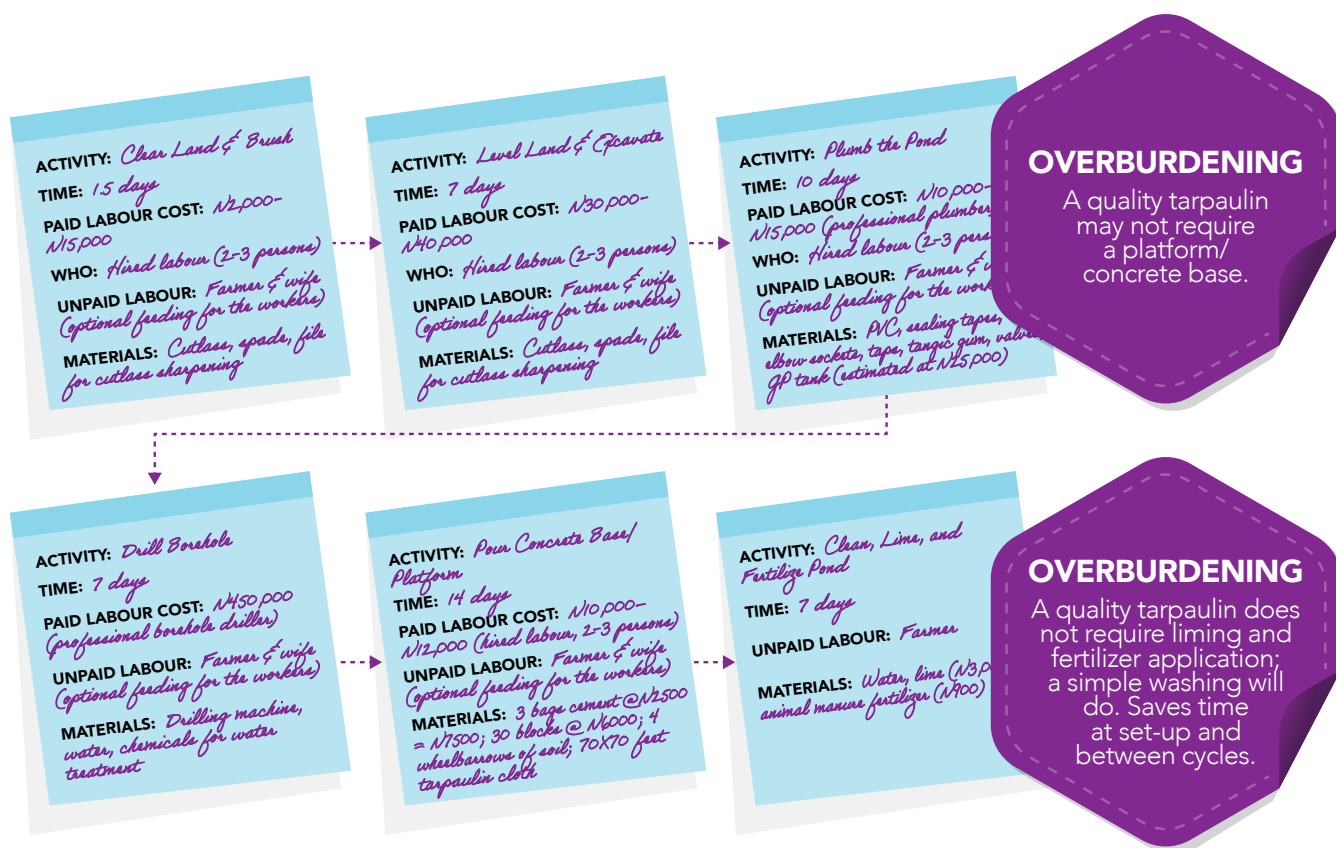 ACTIVITY: Clear Land & Brush
TIME: 1.5 days
PAID LABOUR COST: N2,000–
N15,000
WHO: Hired labour (2–3 persons)
UNPAID LABOUR: Farmer & wife
(optional feeding for the workers)
MATERIALS: Cutlass, spade, file
for cutlass sharpening
ACTIVITY: Level Land & Excavate
TIME: 7 days
PAID LABOUR COST: N30,000–
N40,000
WHO: Hired labour (2–3 persons)
UNPAID LABOUR: Farmer & wife
(optional feeding for the workers)
MATERIALS: Cutlass, spade, file
for cutlass sharpening
ACTIVITY: Plumb the Pond
TIME: 10 days
PAID LABOUR COST: N10,000–
N15,000 (professional plumber)
WHO: Hired labour (2–3
UNPAID LABOUR: Farmer &
(optional feeding for the
MATERIALS: PVC, sealing tapes,
elbow sockets, taps, tangic gum, valve
GP tank (estimated at N25,000)
OVERBURDENING
A quality tarpaulin
may not require
a platform/
concrete base.
ACTIVITY: Drill Borehole
TIME: 7 days
PAID LABOUR COST: N450,000
(professional borehole driller)
UNPAID LABOUR: Farmer & wife
(optional feeding for the workers)
MATERIALS: Drilling machine,
water, chemicals for water
treatment
ACTIVITY: Pour Concrete Base/
Platform
TIME: 14 days
PAID LABOUR COST: N10,000–
N12,000 (hired labour, 2–3 persons)
UNPAID LABOUR: Farmer & wife
(optional feeding for the workers)
MATERIALS: 3 bags cement @N2500
= N7500; 30 blocks @ N6000; 4
wheelbarrows of soil; 70X70 feet
tarpaulin cloth
ACTIVITY: Clean, Lime, and
Fertilize Pond
TIME: 7 days
UNPAID LABOUR: Farmer
MATERIALS: Water, lime
animal manure fertilizer (N900)
OVERBURDENING
A quality tarpaulin does
not require liming and
fertilizer application;
a simple washing will
do. Saves time
at set-up and
between cycles.